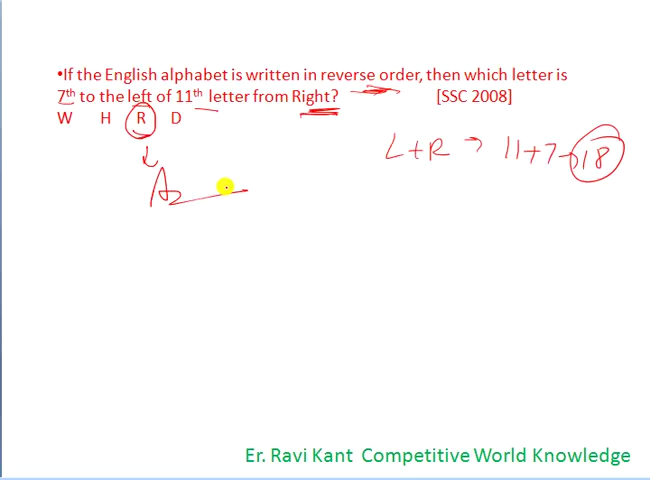 •If the English alphabet is written in reverse order, then which letter is
7th to the left of 11th letter from Right? [SSC 2008]
W H R D
L+R → 11+7→18
A
Er. Ravi Kant Competitive World Knowledge